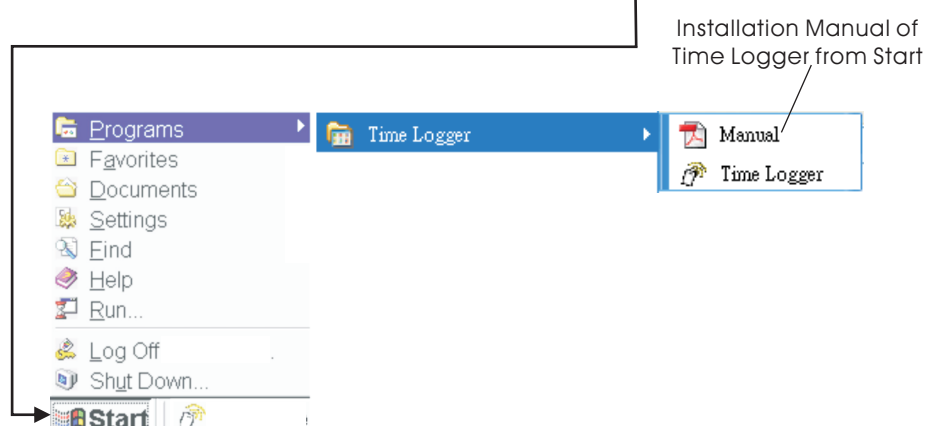 Installation Manual of
Time Logger from Start
Programs
Favorites
Documents
Settings
Find
Help
Run...
Log Off
Shut Down...
Start
Time Logger
Manual
Time Logger